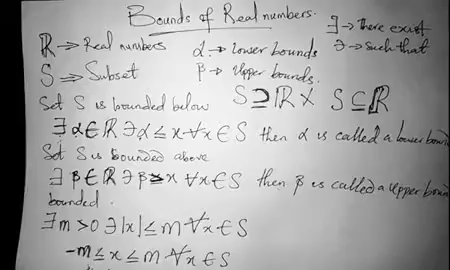 Bounds of Real numbers.
∃ → There exist
ℝ ⇒ Real numbers
α → Lower bounds
∋ → such that
S ⇒ Subset
β → Upper bounds.
Set S is bounded below
S ⊇ ℝ ✗ S ⊆ ℝ
∃ α ∈ ℝ ∋ α ≤ x ∀ x ∈ S then α is called a lower bound
Set S is bounded above
∃ β ∈ ℝ ∋ β ≥ x ∀ x ∈ S then β is called a Upper boun
bounded.
∃ m > 0 ∋ |x| ≤ m ∀ x ∈ S
-m ≤ x ≤ m ∀ x ∈ S